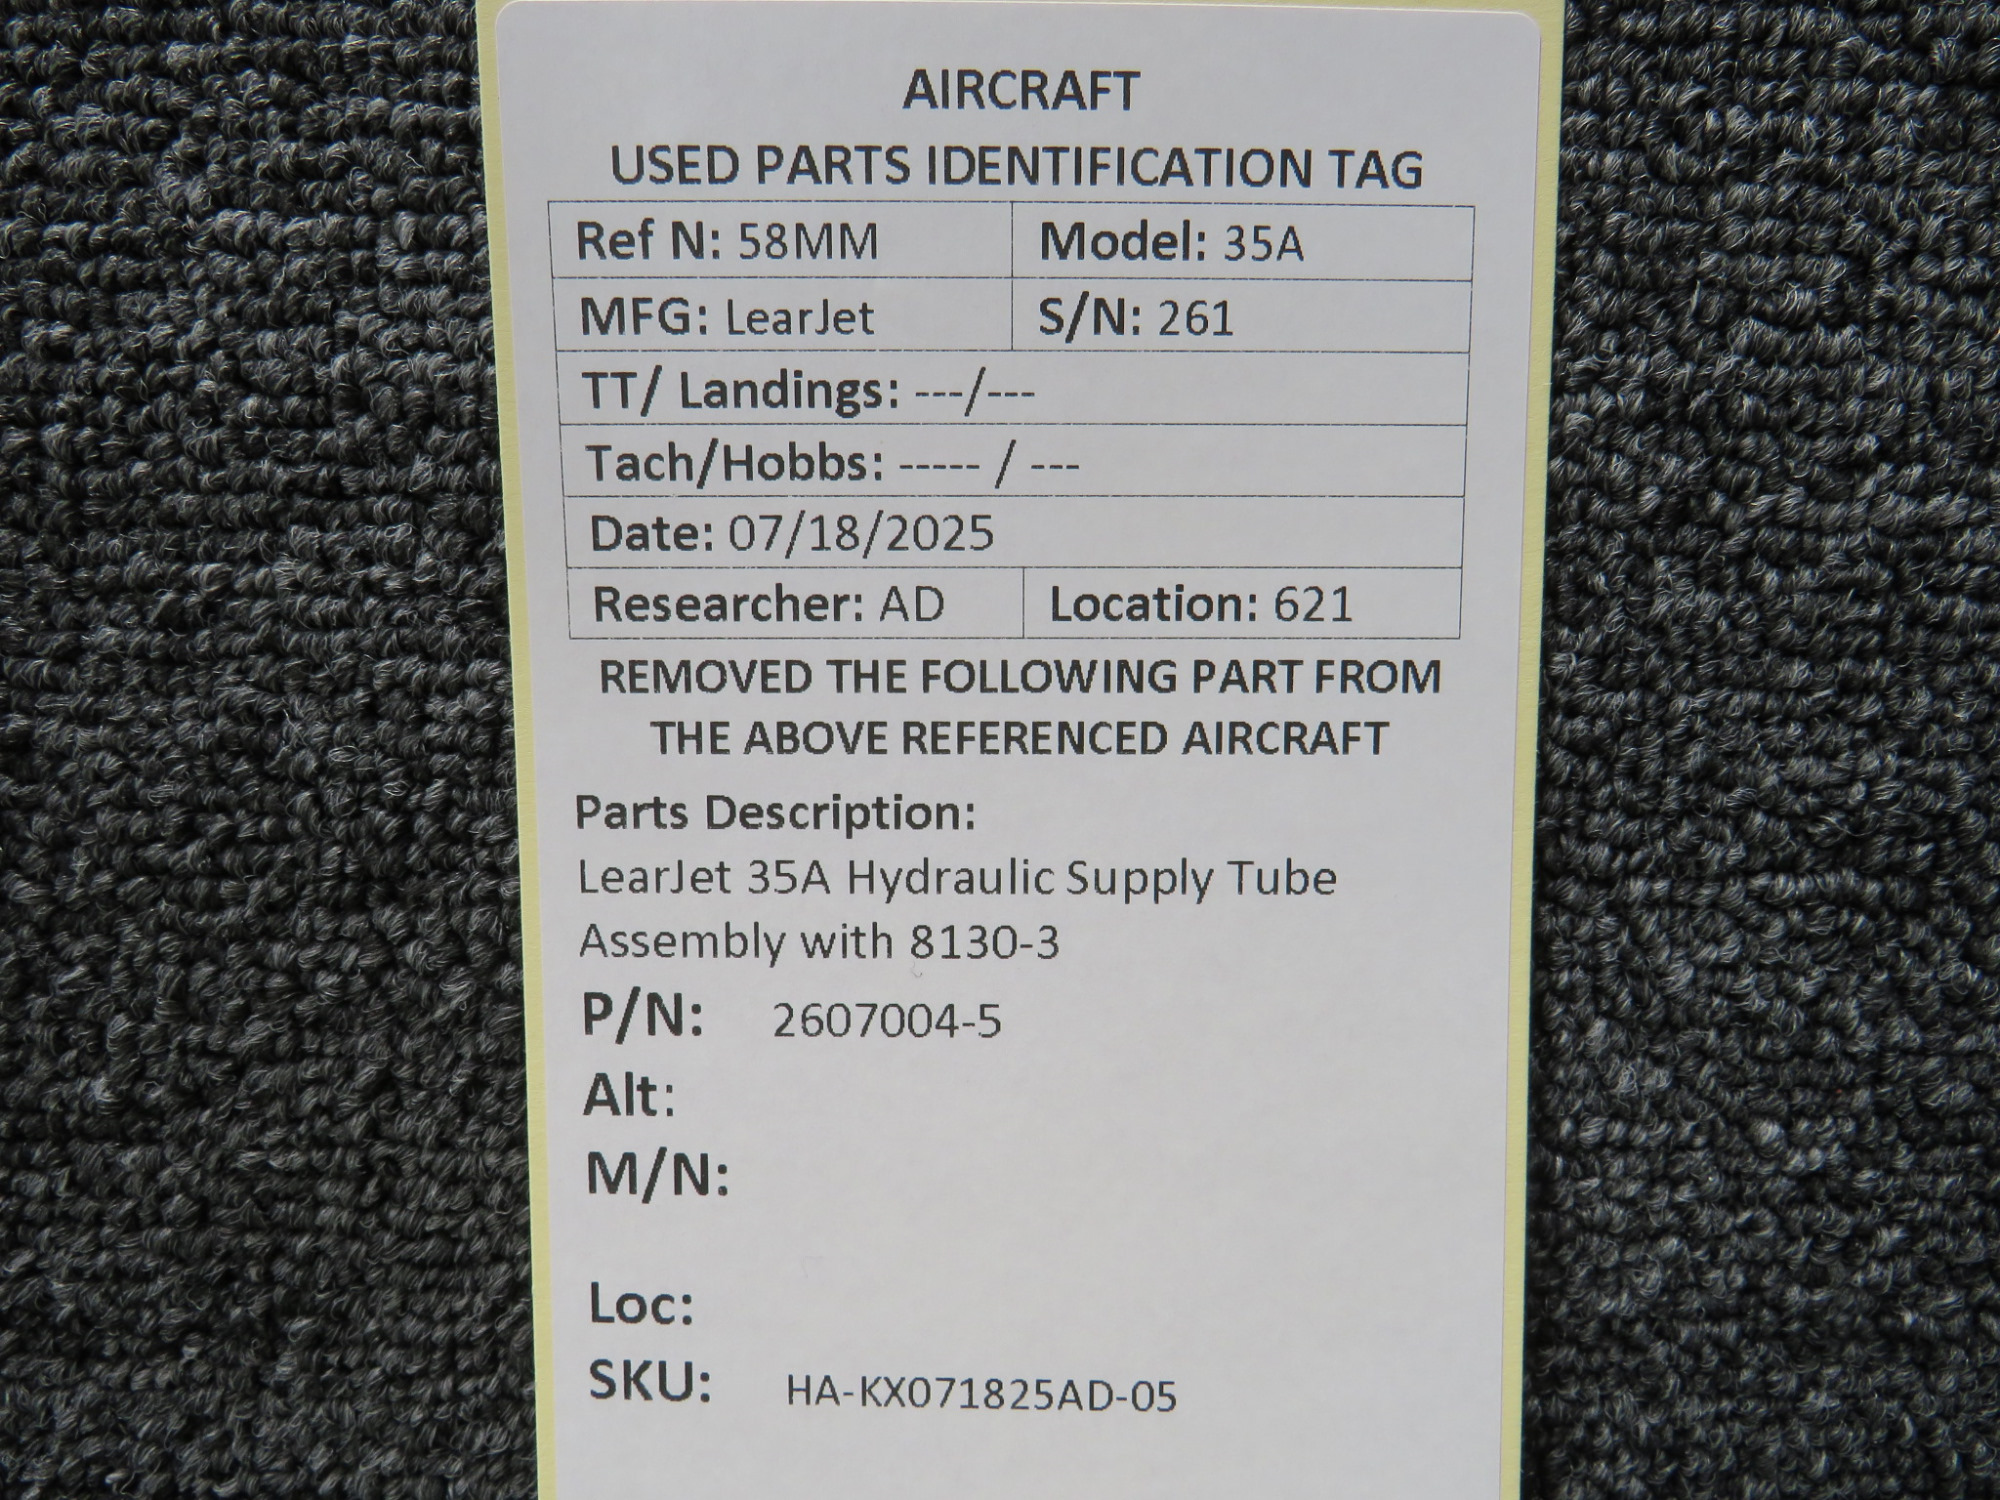 AIRCRAFT
USED PARTS IDENTIFICATION TAG
Ref N: 58MM Model: 35A
MFG: LearJet S/N: 261
TT/ Landings: ---/---
Tach/Hobbs: ----- / ---
Date: 07/18/2025
Researcher: AD Location: 621
REMOVED THE FOLLOWING PART FROM
THE ABOVE REFERENCED AIRCRAFT
Parts Description:
LearJet 35A Hydraulic Supply Tube
Assembly with 8130-3
P/N: 2607004-5
Alt:
M/N:
Loc:
SKU: HA-KX071825AD-05